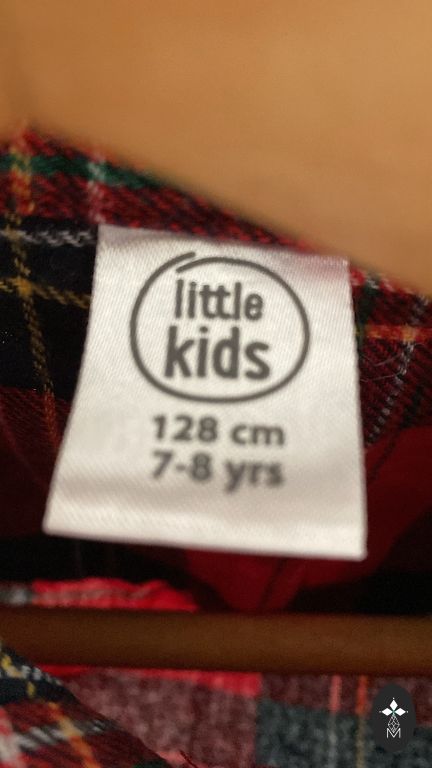 little
kids
128 cm
7-8 yrs
M